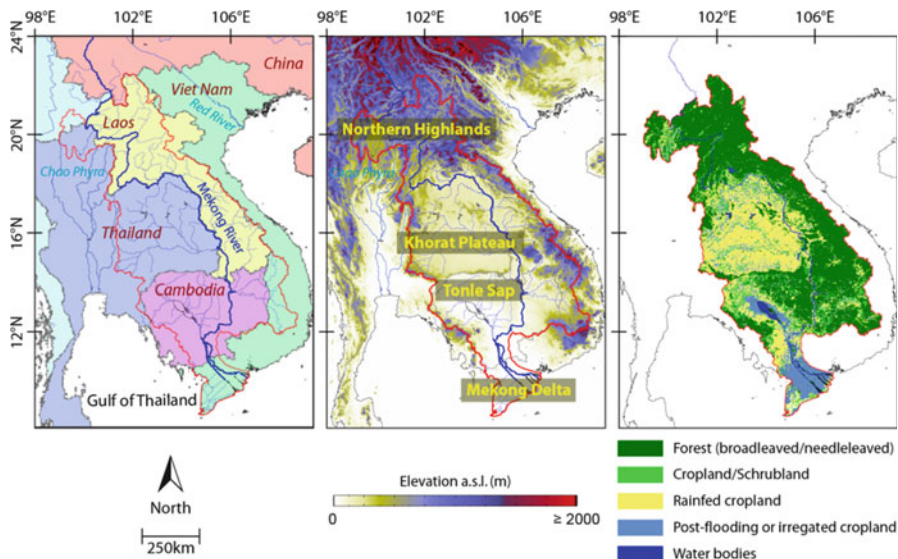 98°E 102°E 106°E
98°E 102°E 106°E
98°E 102°E 106°E
24°N
20°N
16°N
12°N
China
Viet Nam
Red River
Laos
Chao Phyra
Mekong River
Thailand
Cambodia
Gulf of Thailand
Northern Highlands
Chao Phyra
Khorat Plateau
Tonle Sap
Mekong Delta
North
250km
Elevation a.s.l. (m)
0 ≥ 2000
Forest (broadleaved/needleleaved)
Cropland/Schrubland
Rainfed cropland
Post-flooding or irregated cropland
Water bodies